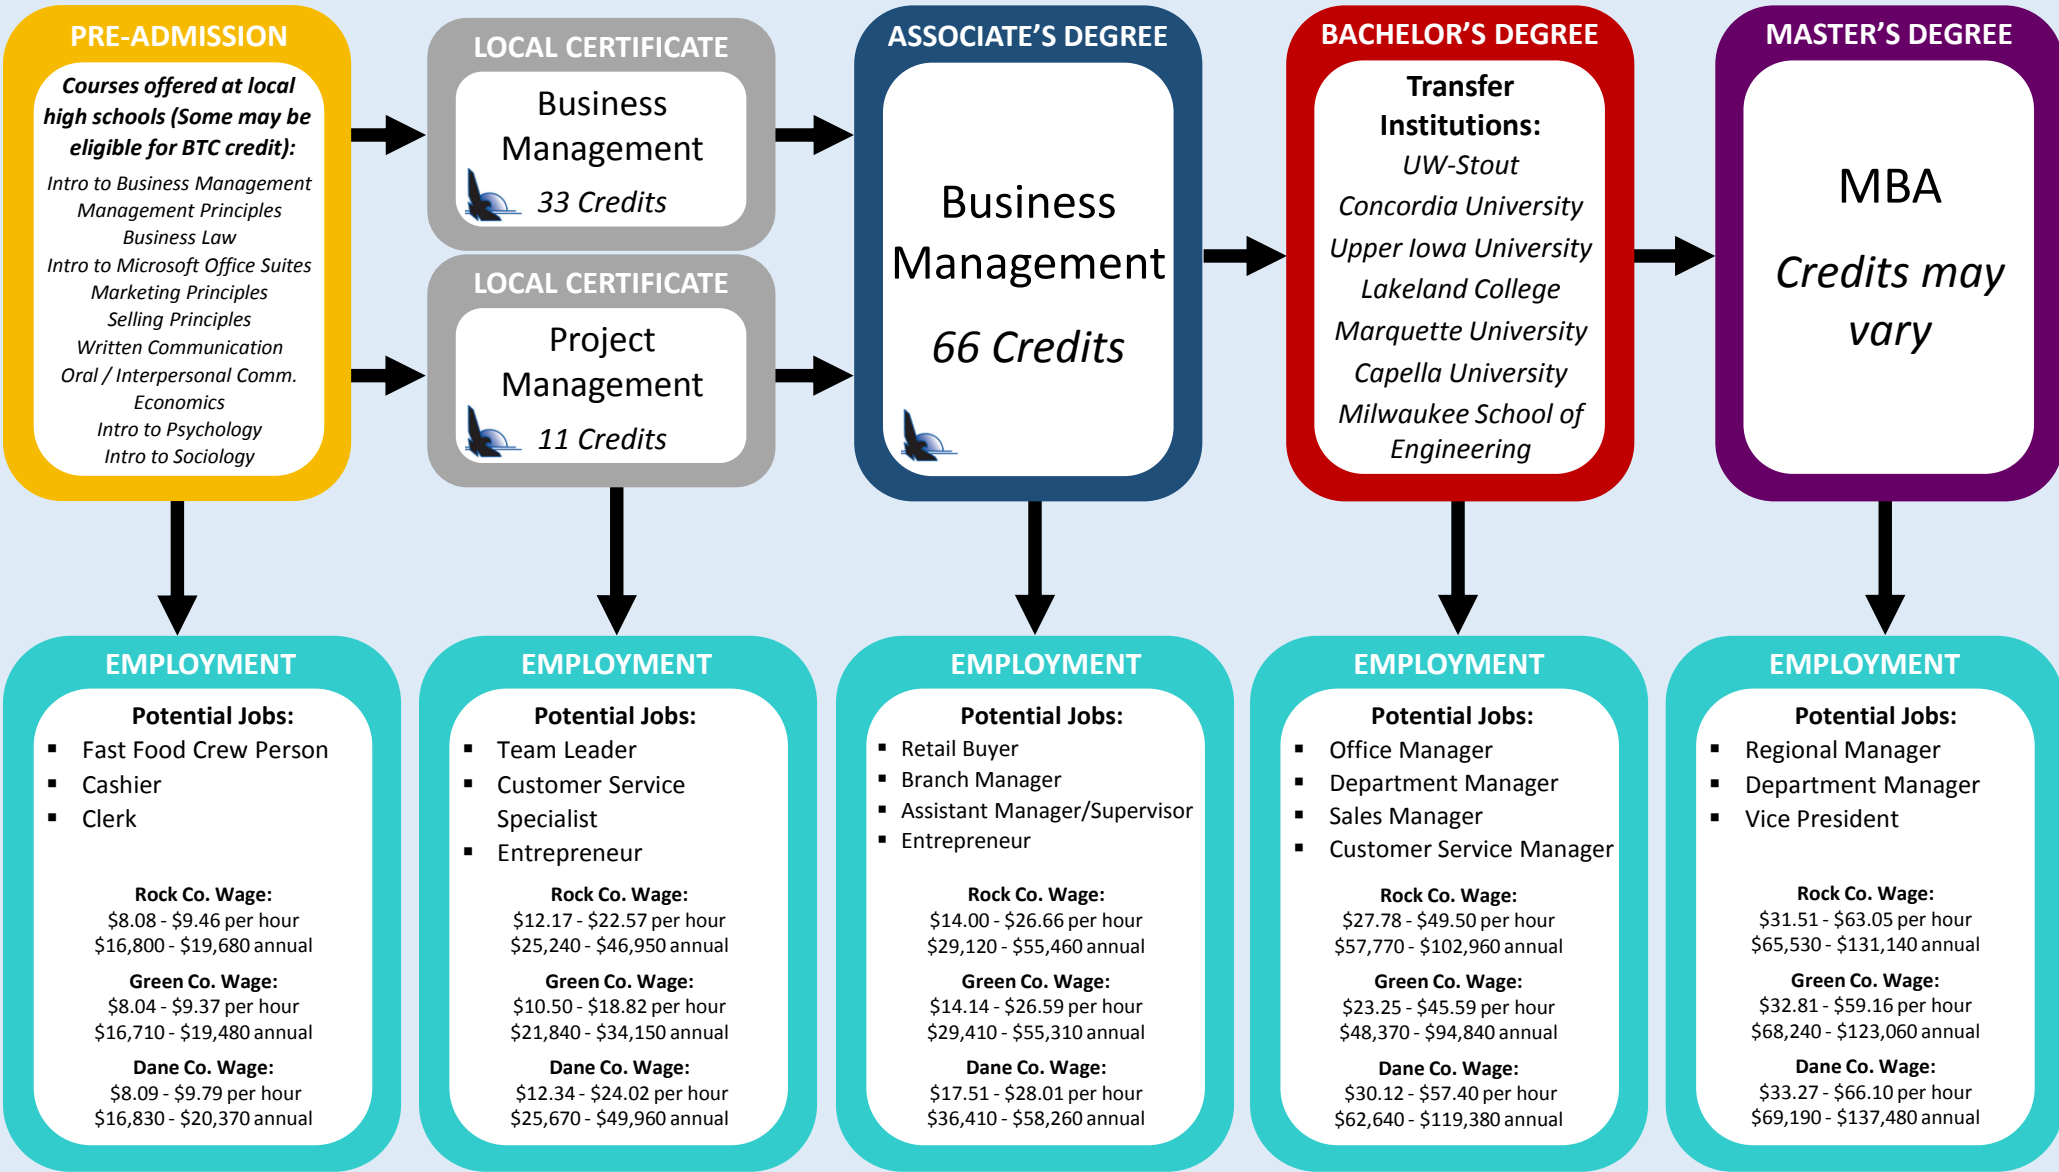 PRE-ADMISSION
Courses offered at local
high schools (Some may be
eligible for BTC credit):
Intro to Business Management
Management Principles
Business Law
Intro to Microsoft Office Suites
Marketing Principles
Selling Principles
Written Communication
Oral / Interpersonal Comm.
Economics
Intro to Psychology
Intro to Sociology
LOCAL CERTIFICATE
Business
Management
33 Credits
LOCAL CERTIFICATE
Project
Management
11 Credits
ASSOCIATE'S DEGREE
Business
Management
66 Credits
BACHELOR'S DEGREE
Transfer
Institutions:
UW-Stout
Concordia University
Upper Iowa University
Lakeland College
Marquette University
Capella University
Milwaukee School of
Engineering
MASTER'S DEGREE
MBA
Credits may
vary
EMPLOYMENT
Potential Jobs:
▪ Fast Food Crew Person
▪ Cashier
▪ Clerk
Rock Co. Wage:
$8.08 - $9.46 per hour
$16,800 - $19,680 annual
Green Co. Wage:
$8.04 - $9.37 per hour
$16,710 - $19,480 annual
Dane Co. Wage:
$8.09 - $9.79 per hour
$16,830 - $20,370 annual
EMPLOYMENT
Potential Jobs:
▪ Team Leader
▪ Customer Service
Specialist
▪ Entrepreneur
Rock Co. Wage:
$12.17 - $22.57 per hour
$25,240 - $46,950 annual
Green Co. Wage:
$10.50 - $18.82 per hour
$21,840 - $34,150 annual
Dane Co. Wage:
$12.34 - $24.02 per hour
$25,670 - $49,960 annual
EMPLOYMENT
Potential Jobs:
▪ Retail Buyer
▪ Branch Manager
▪ Assistant Manager/Supervisor
▪ Entrepreneur
Rock Co. Wage:
$14.00 - $26.66 per hour
$29,120 - $55,460 annual
Green Co. Wage:
$14.14 - $26.59 per hour
$29,410 - $55,310 annual
Dane Co. Wage:
$17.51 - $28.01 per hour
$36,410 - $58,260 annual
EMPLOYMENT
Potential Jobs:
▪ Office Manager
▪ Department Manager
▪ Sales Manager
▪ Customer Service Manager
Rock Co. Wage:
$27.78 - $49.50 per hour
$57,770 - $102,960 annual
Green Co. Wage:
$23.25 - $45.59 per hour
$48,370 - $94,840 annual
Dane Co. Wage:
$30.12 - $57.40 per hour
$62,640 - $119,380 annual
EMPLOYMENT
Potential Jobs:
▪ Regional Manager
▪ Department Manager
▪ Vice President
Rock Co. Wage:
$31.51 - $63.05 per hour
$65,530 - $131,140 annual
Green Co. Wage:
$32.81 - $59.16 per hour
$68,240 - $123,060 annual
Dane Co. Wage:
$33.27 - $66.10 per hour
$69,190 - $137,480 annual